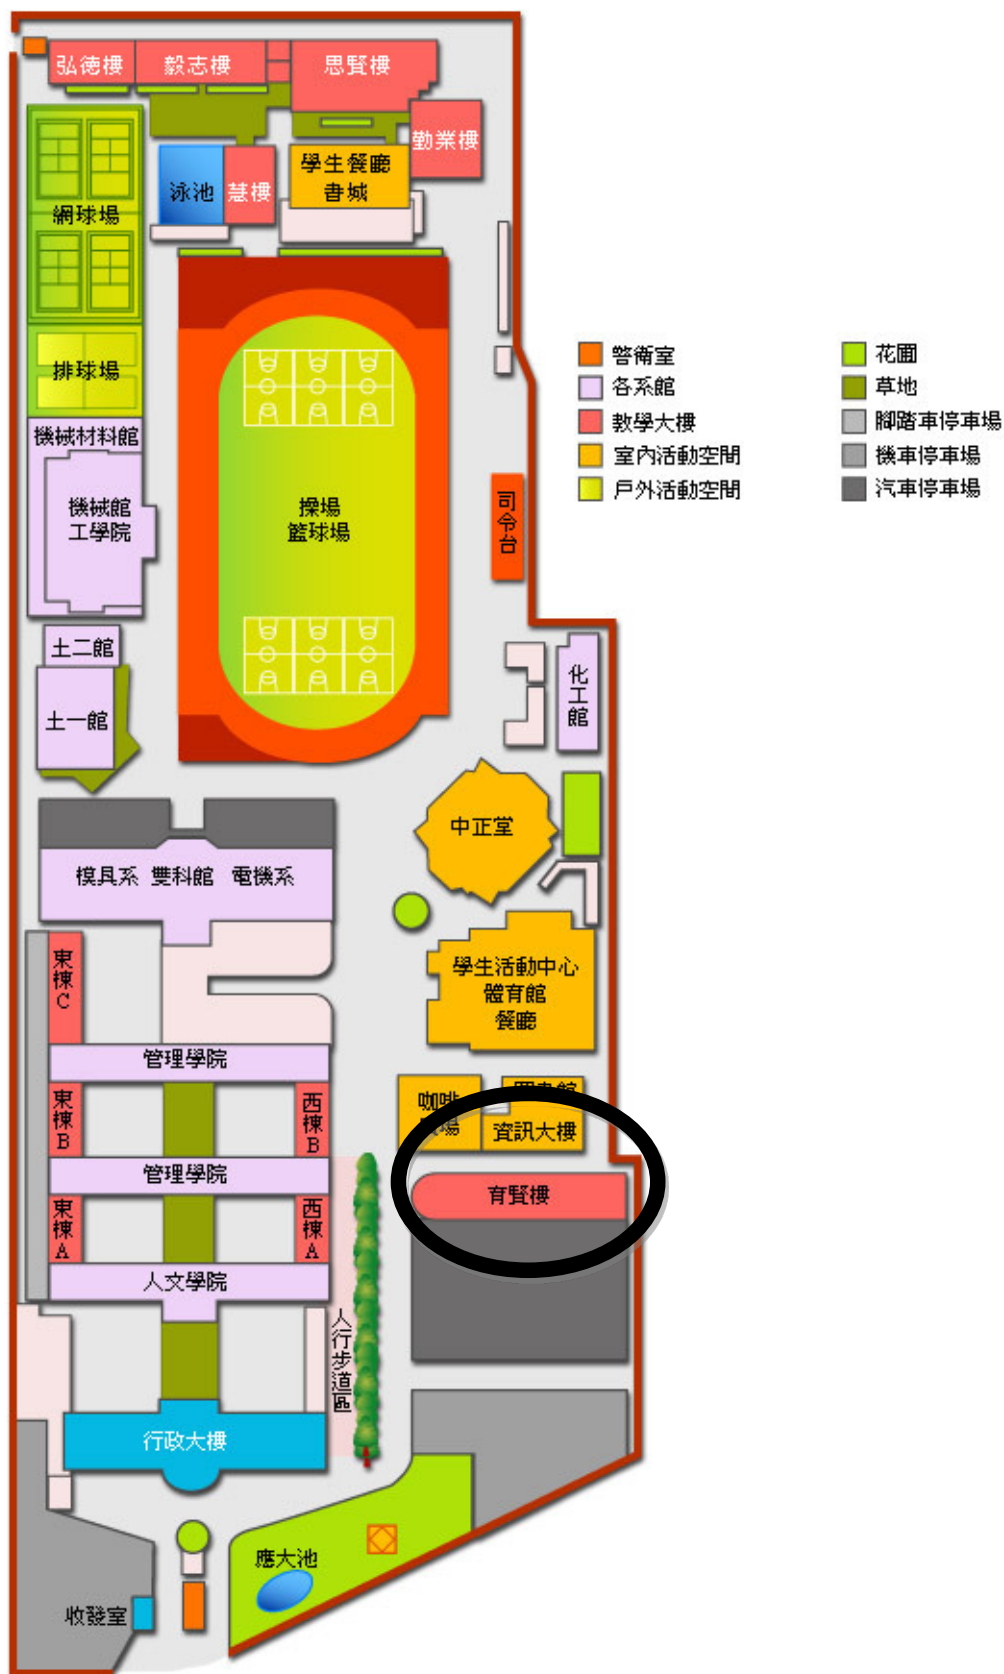 弘德樓
毅志樓
思賢樓
勤業樓
泳池
慧樓
學生餐廳
書城
網球場
排球場
機械材料館
機械館
工學院
操場
籃球場
司令台
警衛室
各系館
教學大樓
室內活動空間
戶外活動空間
花圃
草地
腳踏車停車場
機車停車場
汽車停車場
土二館
土一館
化工館
中正堂
模具系 雙科館 電機系
學生活動中心
體育館
餐廳
東棟C
管理學院
東棟B
西棟B
咖啡
場
圖書館
資訊大樓
管理學院
育賢樓
東棟A
西棟A
人文學院
人行步道區
行政大樓
應大池
收發室